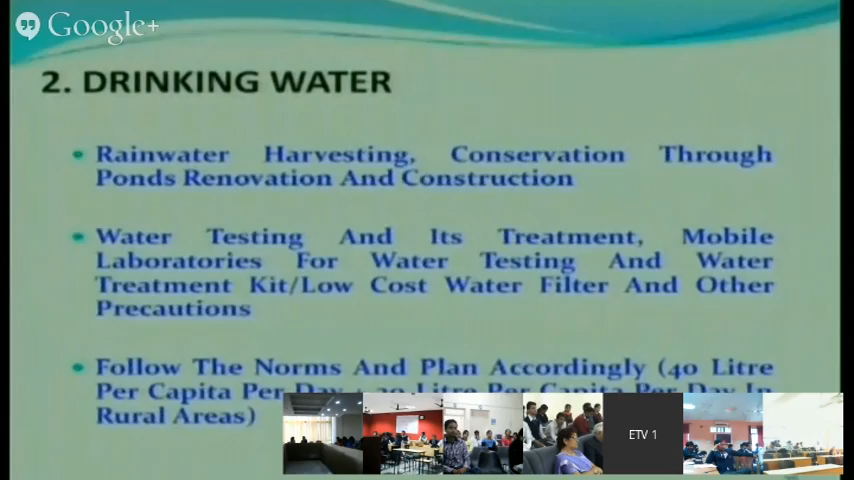 Google+
2. DRINKING WATER
• Rainwater Harvesting, Conservation Through
Ponds Renovation And Construction
• Water Testing And Its Treatment, Mobile
Laboratories For Water Testing And Water
Treatment Kit/Low Cost Water Filter And Other
Precautions
• Follow The Norms And Plan Accordingly (40 Litre
Per Capita Per Day + 30 Litre Per Capita Per Day In
Rural Areas)
ETV 1